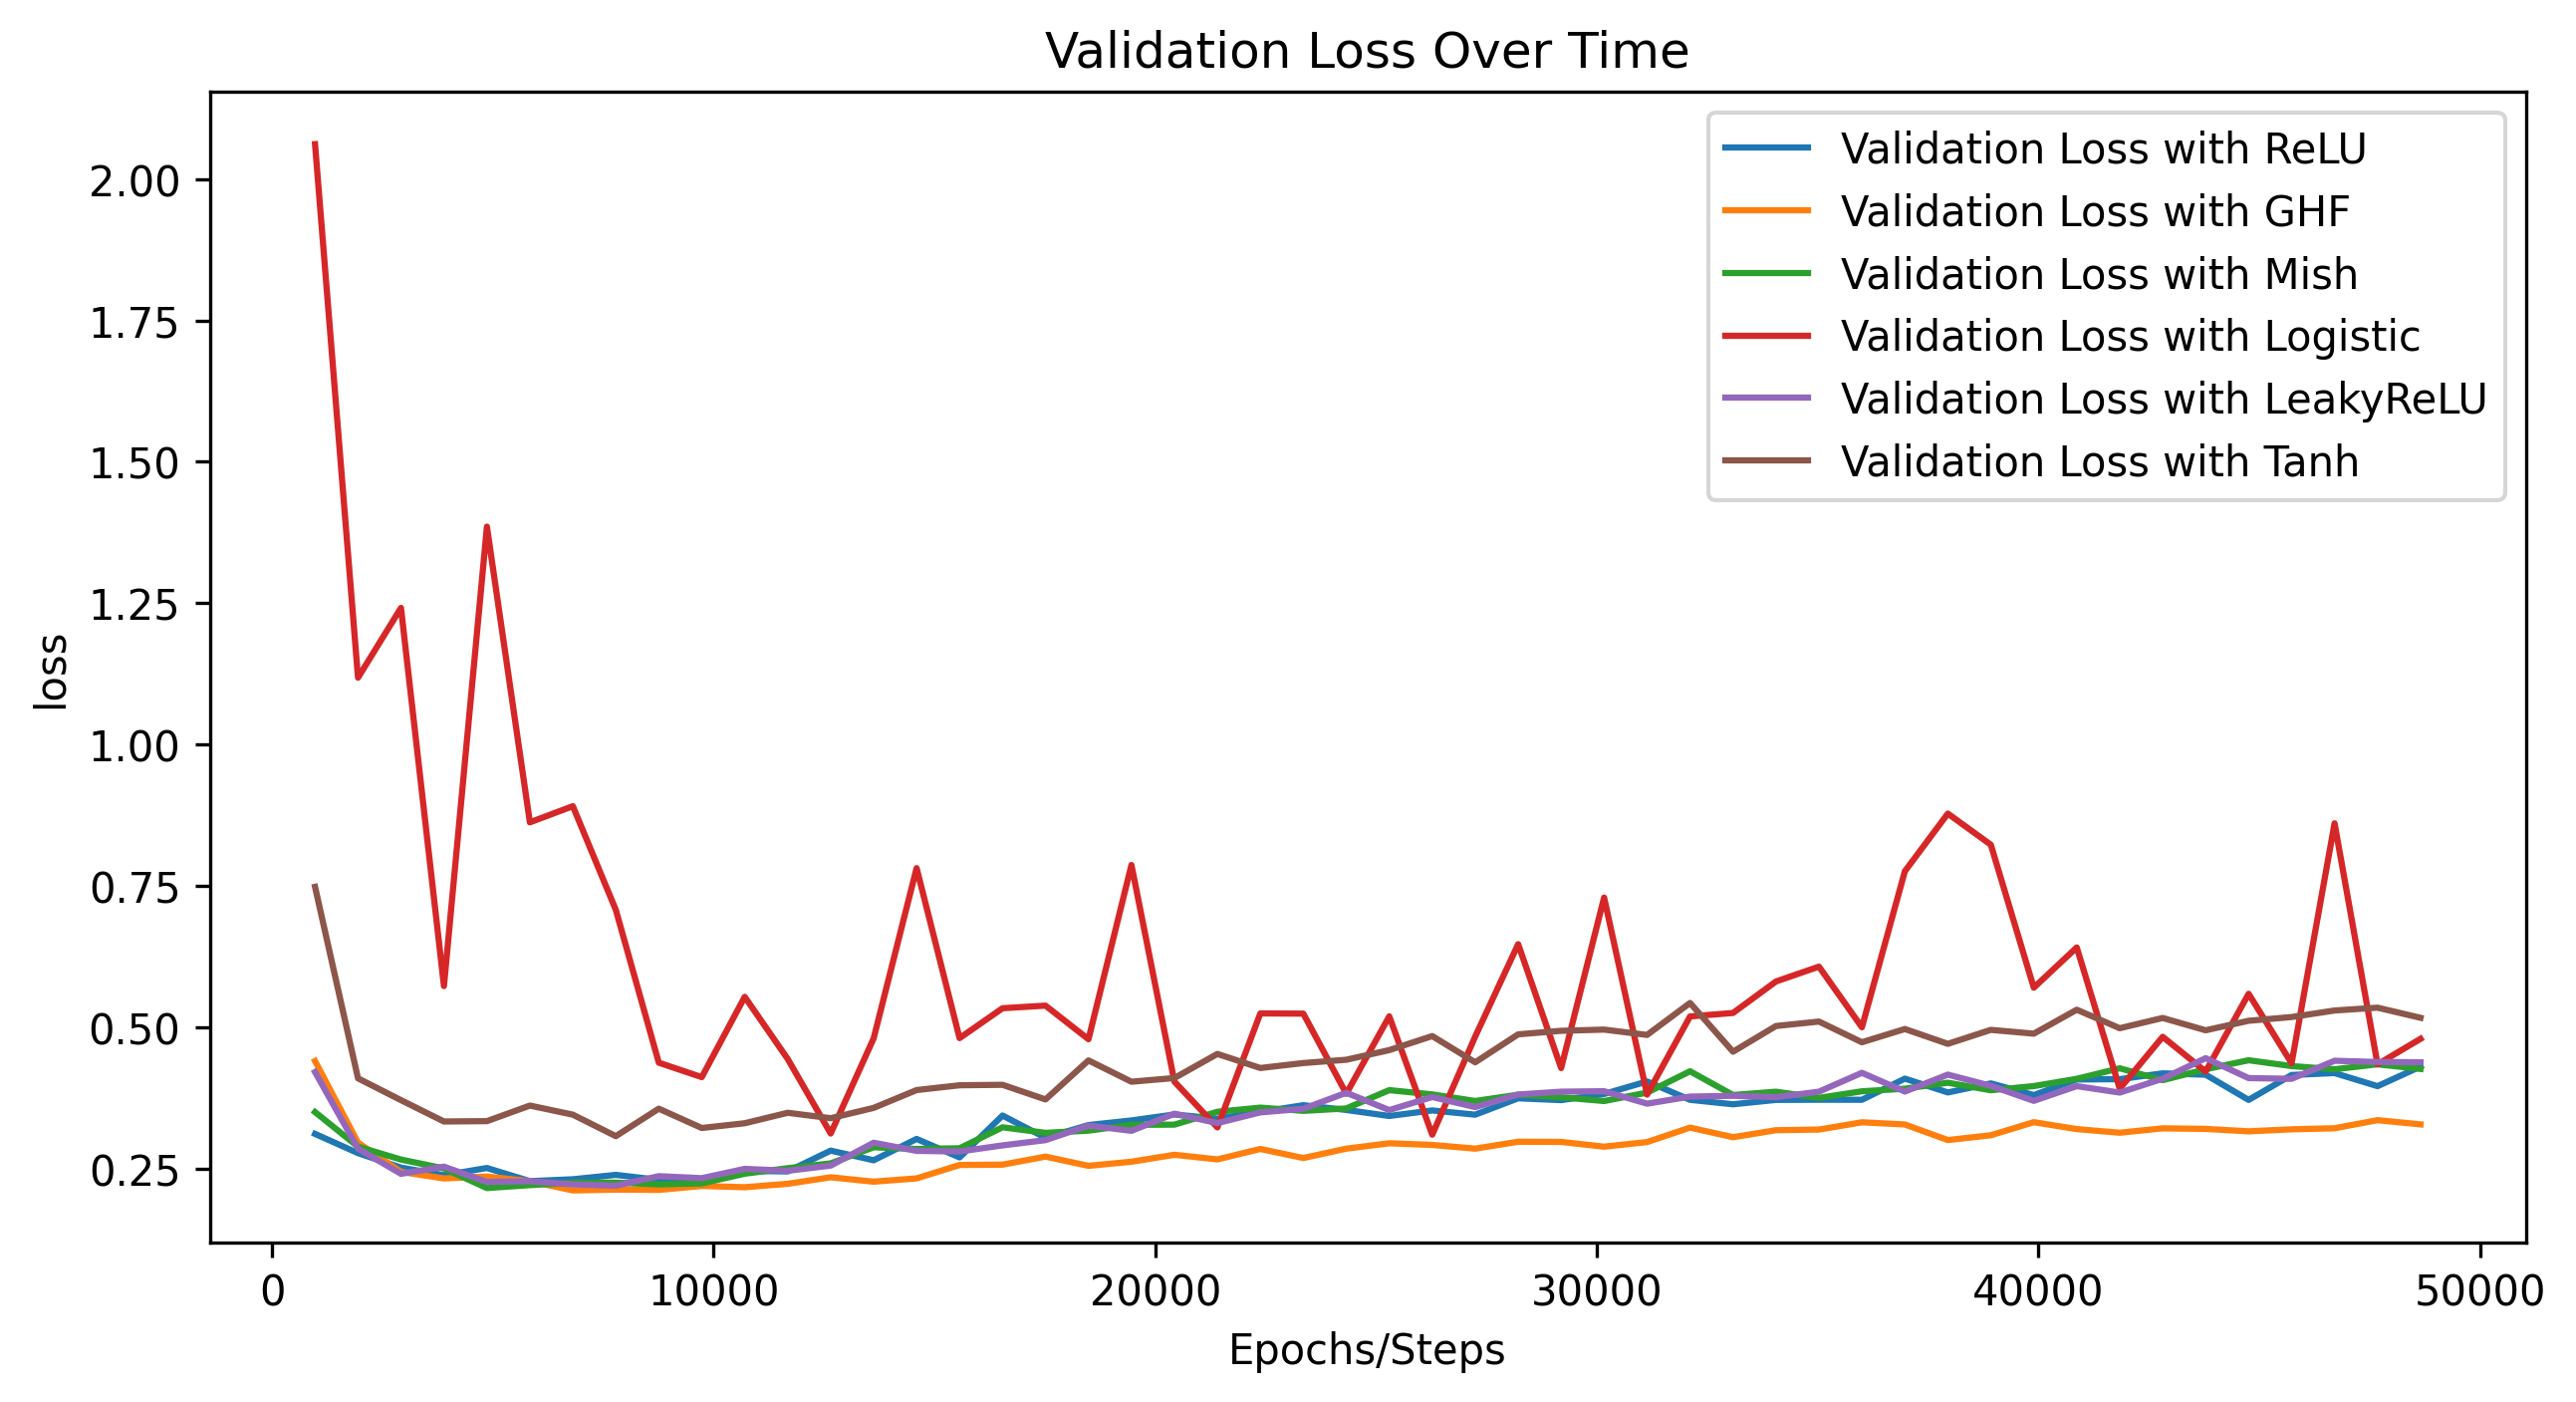 Validation Loss Over Time
Validation Loss with ReLU
Validation Loss with GHF
Validation Loss with Mish
Validation Loss with Logistic
Validation Loss with LeakyReLU
Validation Loss with Tanh
2.00
1.75
1.50
1.25
1.00
0.75
0.50
0.25
loss
0 10000 20000 30000 40000 50000
Epochs/Steps